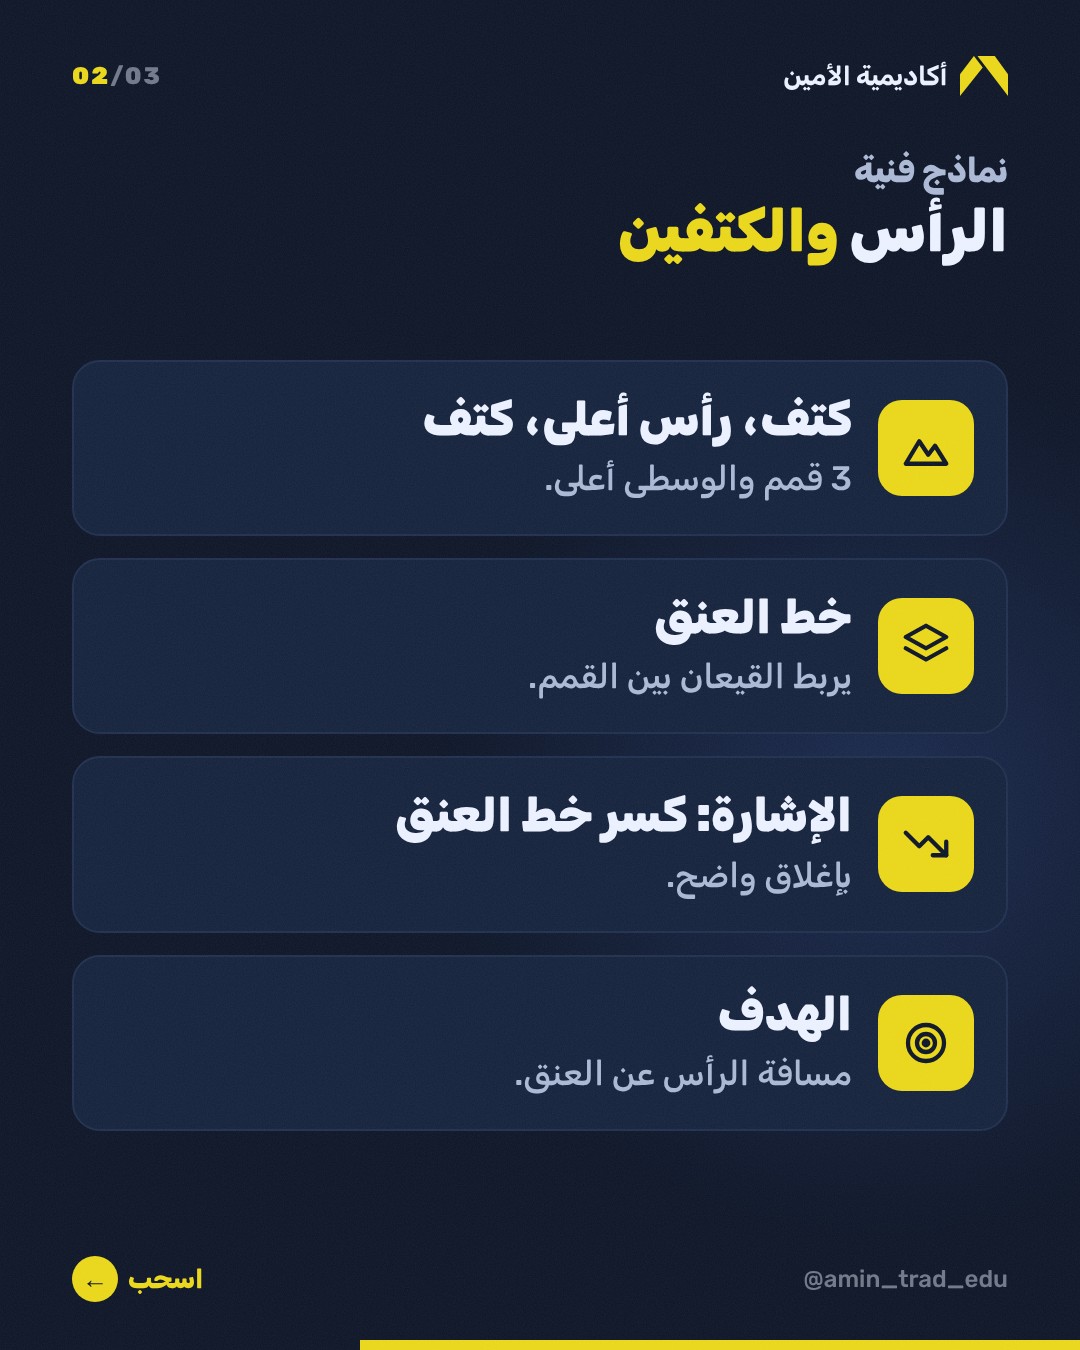 أكاديمية الأمين
02/03
نماذج فنية
الرأس والكتفين
كتف، رأس أعلى، كتف
3 قمم والوسطى أعلى.
خط العنق
يربط القيعان بين القمم.
الإشارة: كسر خط العنق
بإغلاق واضح.
الهدف
مسافة الرأس عن العنق.
@amin_trad_edu
اسحب ←